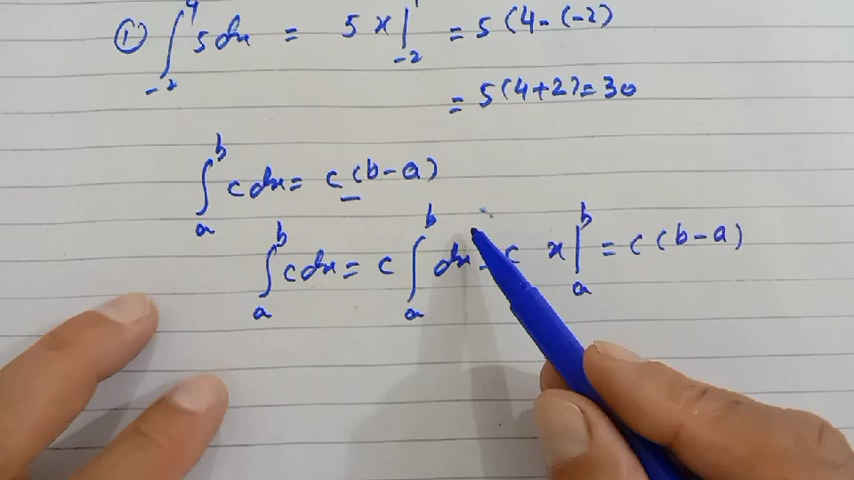 ① ∫₋₂⁴ 5 dx = 5 x |₋₂ = 5 (4 - (-2)
= 5 (4+2) = 30
∫ₐᵇ c dx = c (b-a)
∫ₐᵇ c dx = c ∫ₐᵇ dx = c x |ₐᵇ = c (b-a)